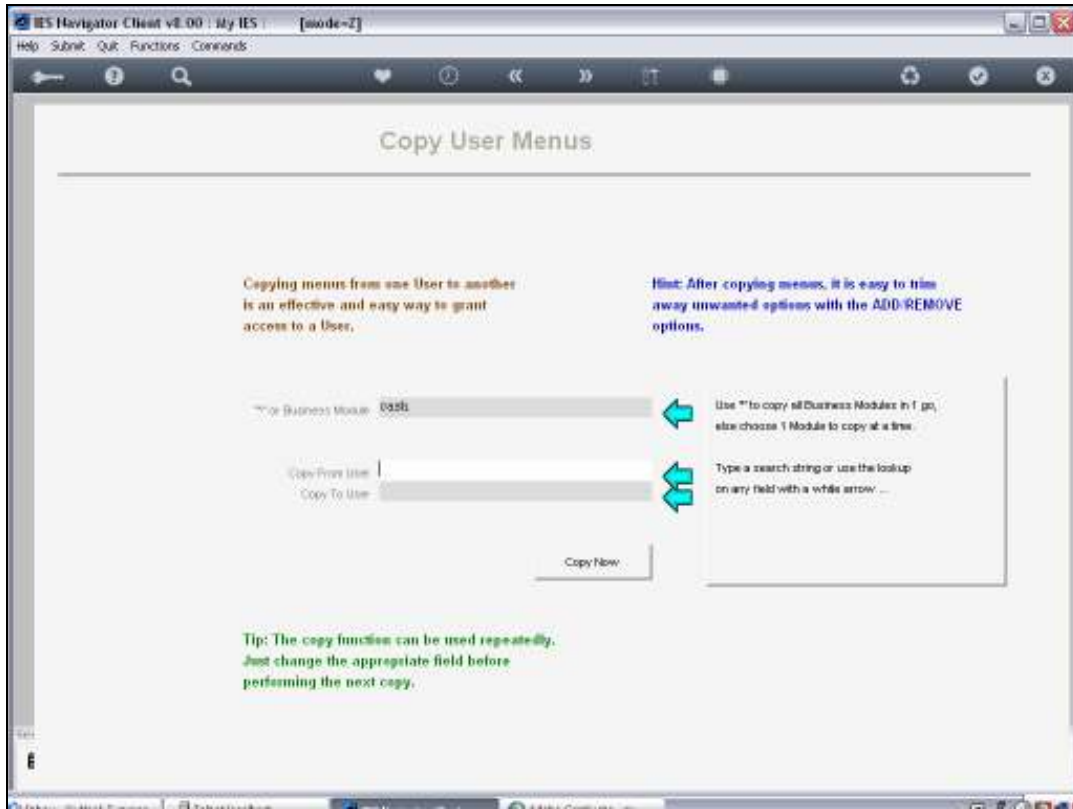 IES Navigator Client v8.00 : My IES : [mode=Z]
Help Submit Quit Functions Commands
Copy User Menus
Copying menus from one User to another
is an effective and easy way to grant
access to a User.
Hint: After copying menus, it is easy to trim
away unwanted options with the ADD/REMOVE
options.
'*' or Business Module
Use '*' to copy all Business Modules in 1 go,
else choose 1 Module to copy at a time.
Copy From User
Copy To User
Type a search string or use the lookup
on any field with a while arrow ...
Copy Now
Tip: The copy function can be used repeatedly.
Just change the appropriate field before
performing the next copy.